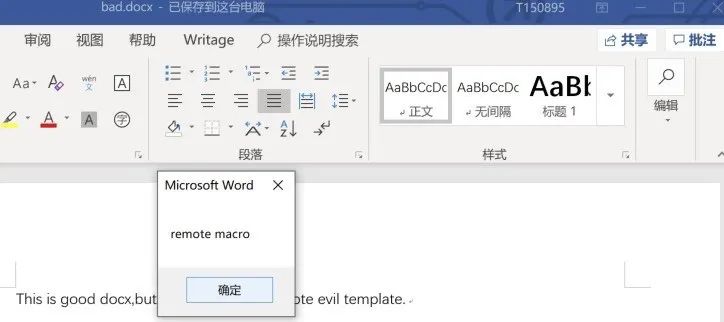 bad.docx - 已保存到这台电脑 T150895
审阅 视图 帮助 Writage 操作说明搜索 共享 批注
Aa A wén 文 A
A A 字
AaBbCcDc AaBbCcDc AaBbC
正文 无间隔 标题 1
编辑
段落 样式
Microsoft Word
remote macro
确定
This is good docx,but ote evil template.